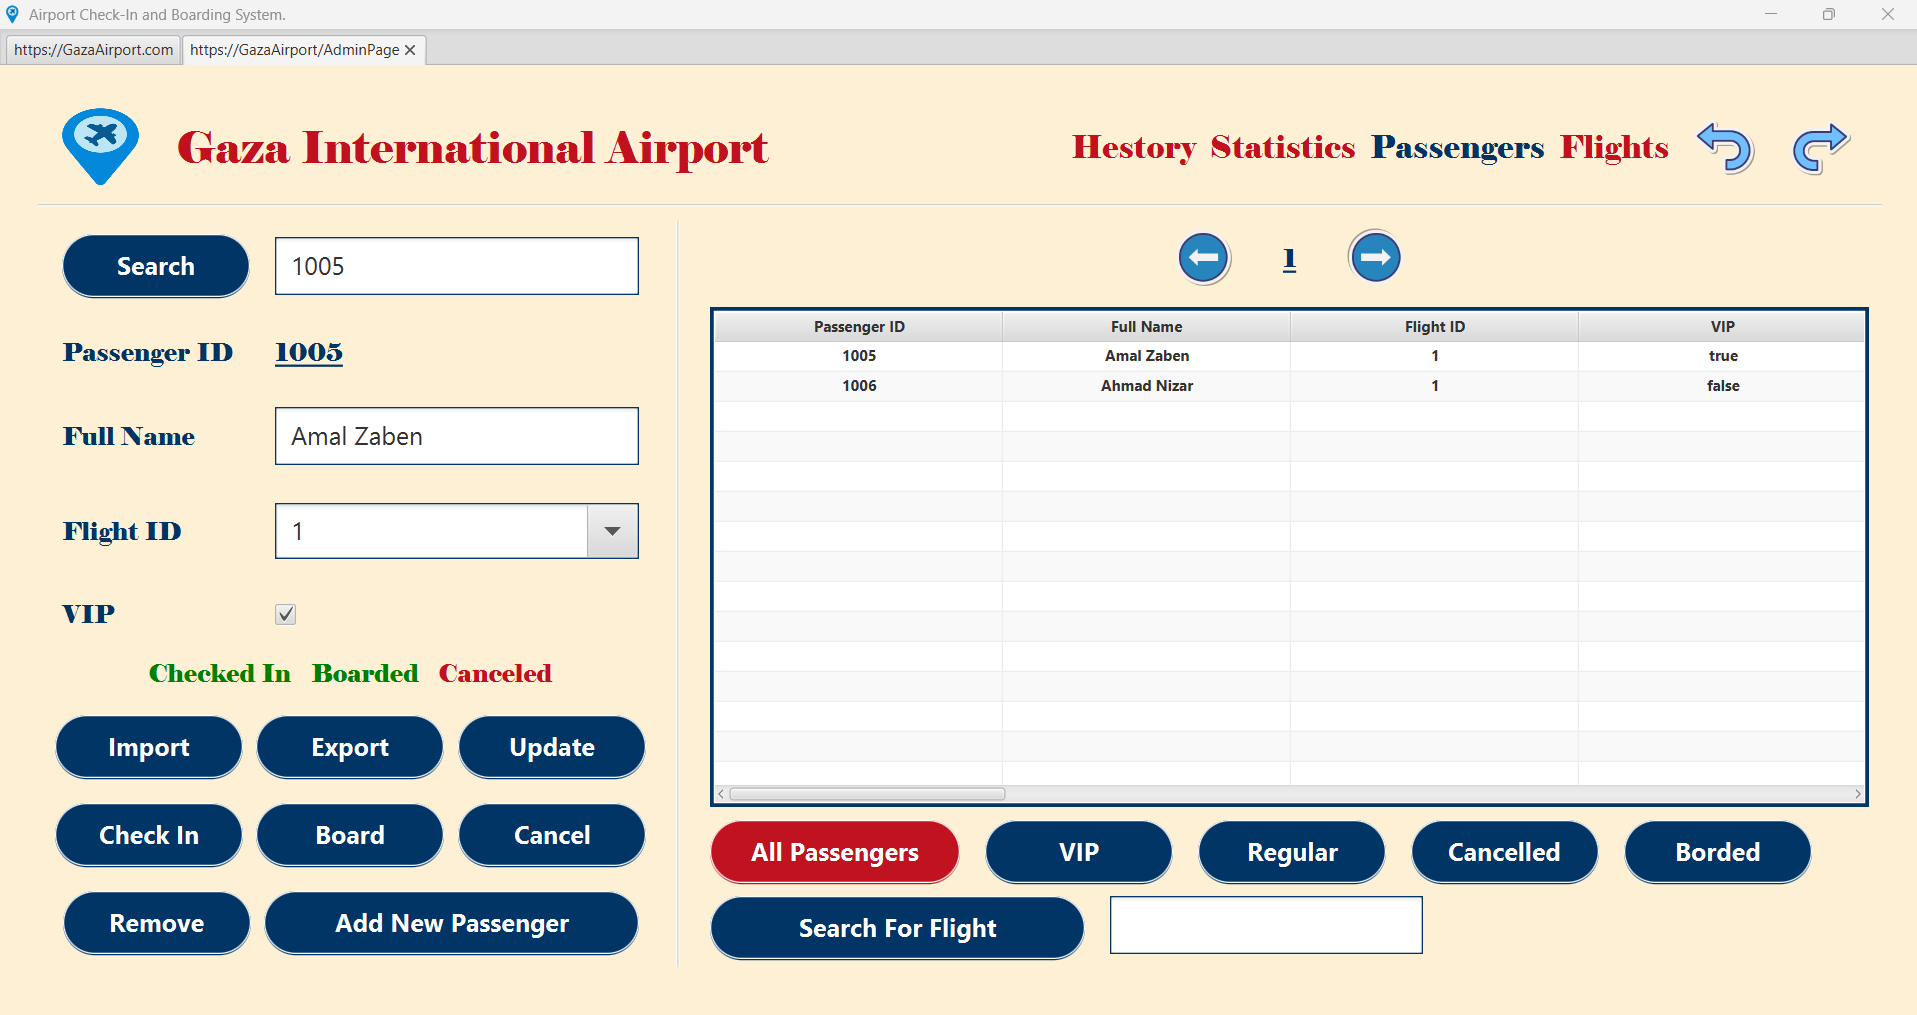 Airport Check-In and Boarding System.
https://GazaAirport.com https://GazaAirport/AdminPage
Gaza International Airport
Hestory Statistics Passengers Flights
Search 1005
Passenger ID 1005
Full Name Amal Zaben
Flight ID 1
VIP
Checked In Boarded Canceled
Import Export Update
Check In Board Cancel
Remove Add New Passenger
1
Passenger ID Full Name Flight ID VIP
1005 Amal Zaben 1 true
1006 Ahmad Nizar 1 false
All Passengers VIP Regular Cancelled Borded
Search For Flight